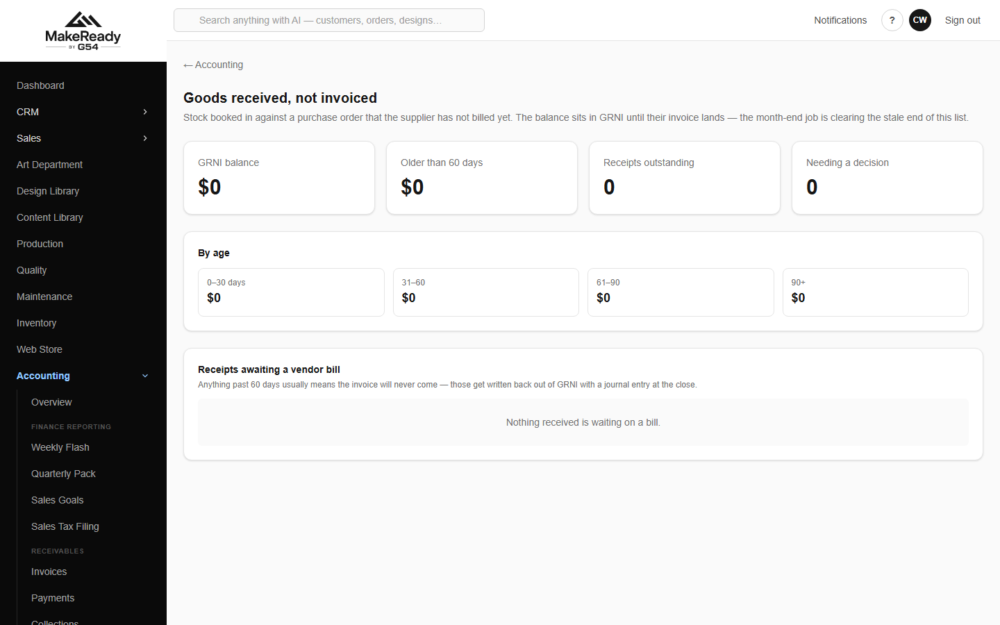 MakeReady
BY G54
Search anything with AI — customers, orders, designs…
Notifications
?
CW
Sign out
Dashboard
CRM
Sales
Art Department
Design Library
Content Library
Production
Quality
Maintenance
Inventory
Web Store
Accounting
Overview
FINANCE REPORTING
Weekly Flash
Quarterly Pack
Sales Goals
Sales Tax Filing
RECEIVABLES
Invoices
Payments
Collections
← Accounting
Goods received, not invoiced
Stock booked in against a purchase order that the supplier has not billed yet. The balance sits in GRNI until their invoice lands — the month-end job is clearing the stale end of this list.
GRNI balance
$0
Older than 60 days
$0
Receipts outstanding
0
Needing a decision
0
By age
0–30 days
$0
31–60
$0
61–90
$0
90+
$0
Receipts awaiting a vendor bill
Anything past 60 days usually means the invoice will never come — those get written back out of GRNI with a journal entry at the close.
Nothing received is waiting on a bill.